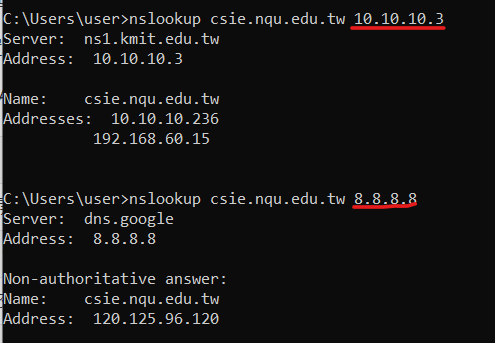 C:\Users\user>nslookup csie.nqu.edu.tw 10.10.10.3
Server:  ns1.kmit.edu.tw
Address:  10.10.10.3

Name:    csie.nqu.edu.tw
Addresses:  10.10.10.236
          192.168.60.15

C:\Users\user>nslookup csie.nqu.edu.tw 8.8.8.8
Server:  dns.google
Address:  8.8.8.8

Non-authoritative answer:
Name:    csie.nqu.edu.tw
Address:  120.125.96.120